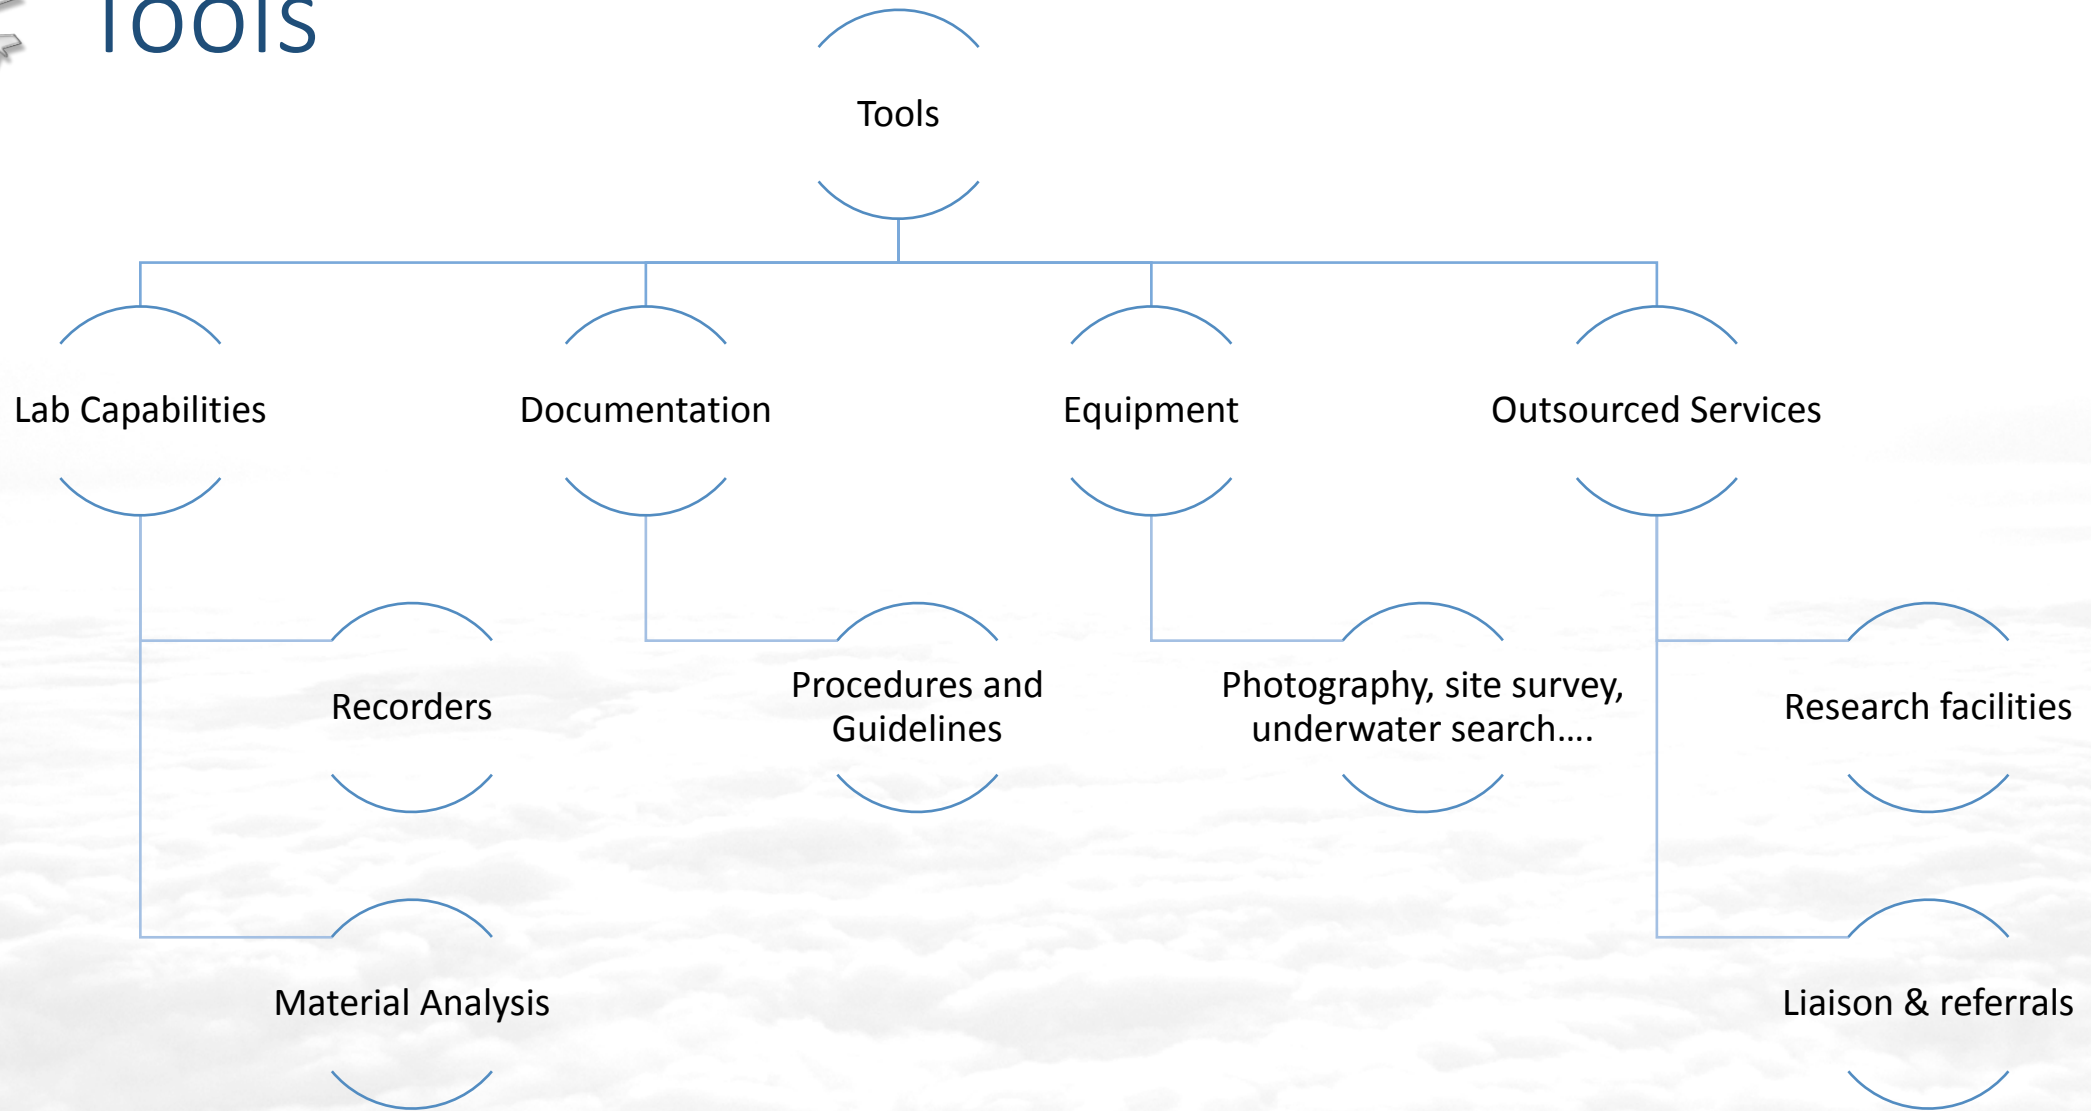 Tools
Tools
Lab Capabilities
Documentation
Equipment
Outsourced Services
Recorders
Procedures and
Guidelines
Photography, site survey,
underwater search....
Research facilities
Material Analysis
Liaison & referrals